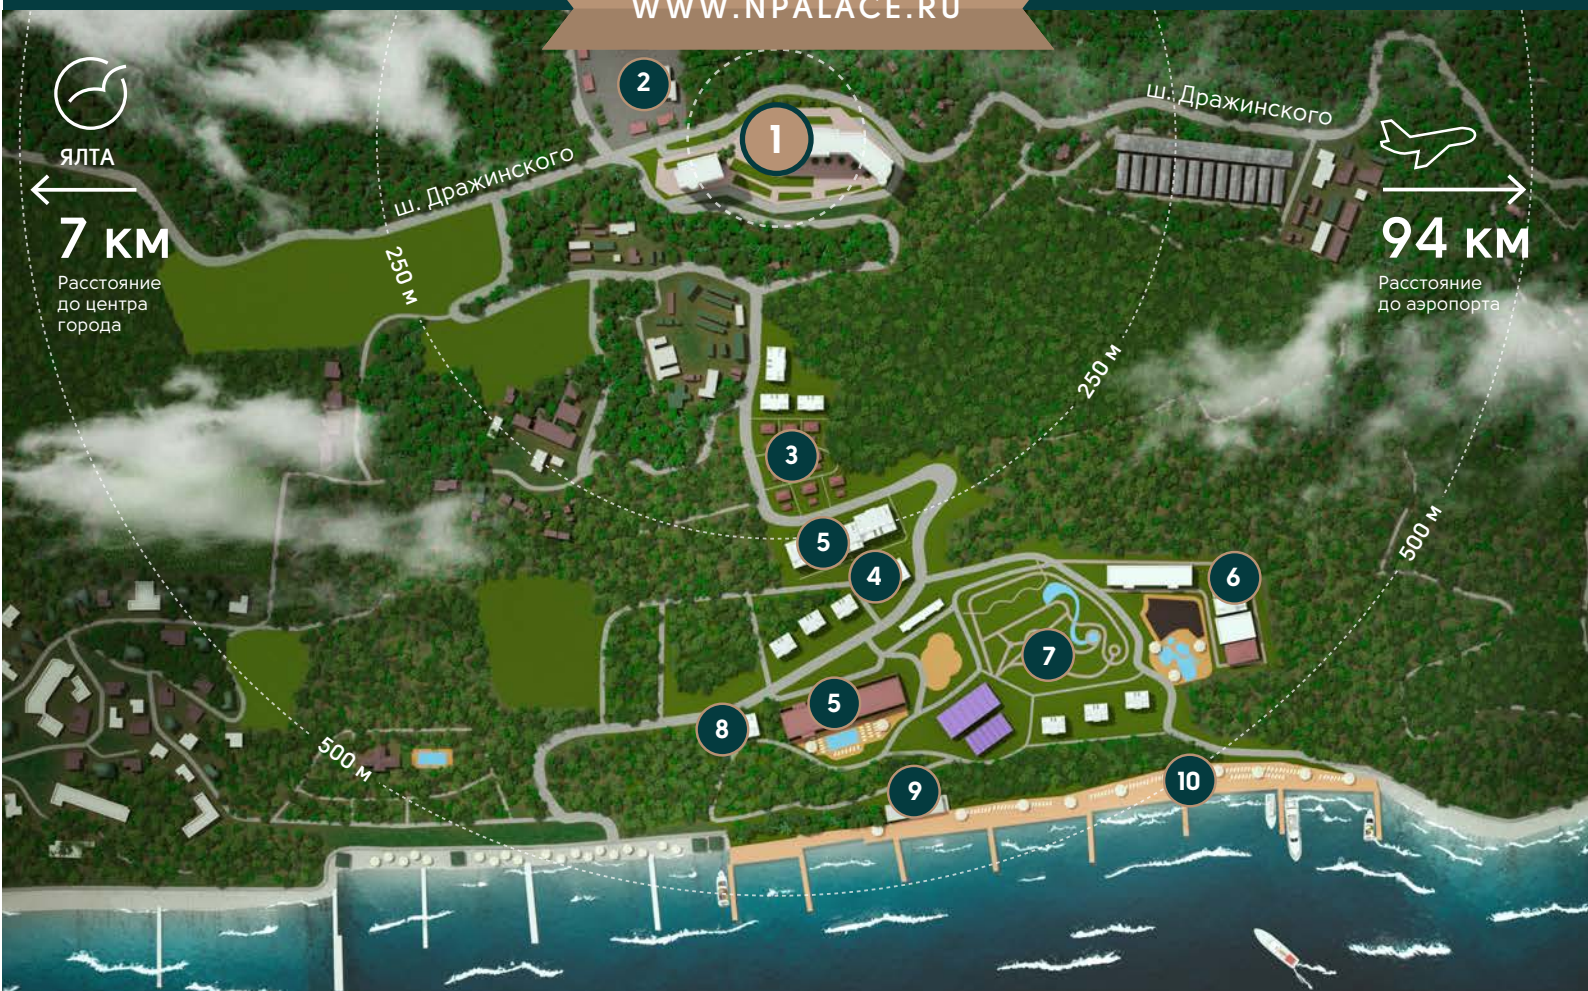 WWW.NPALACE.RU
2
1
ш. Дражинского
ш. Дражинского
ЯЛТА
7 км
Расстояние
до центра
города
94 км
Расстояние
до аэропорта
250 м
250 м
3
500 м
5
4
6
7
5
8
500 м
9
10